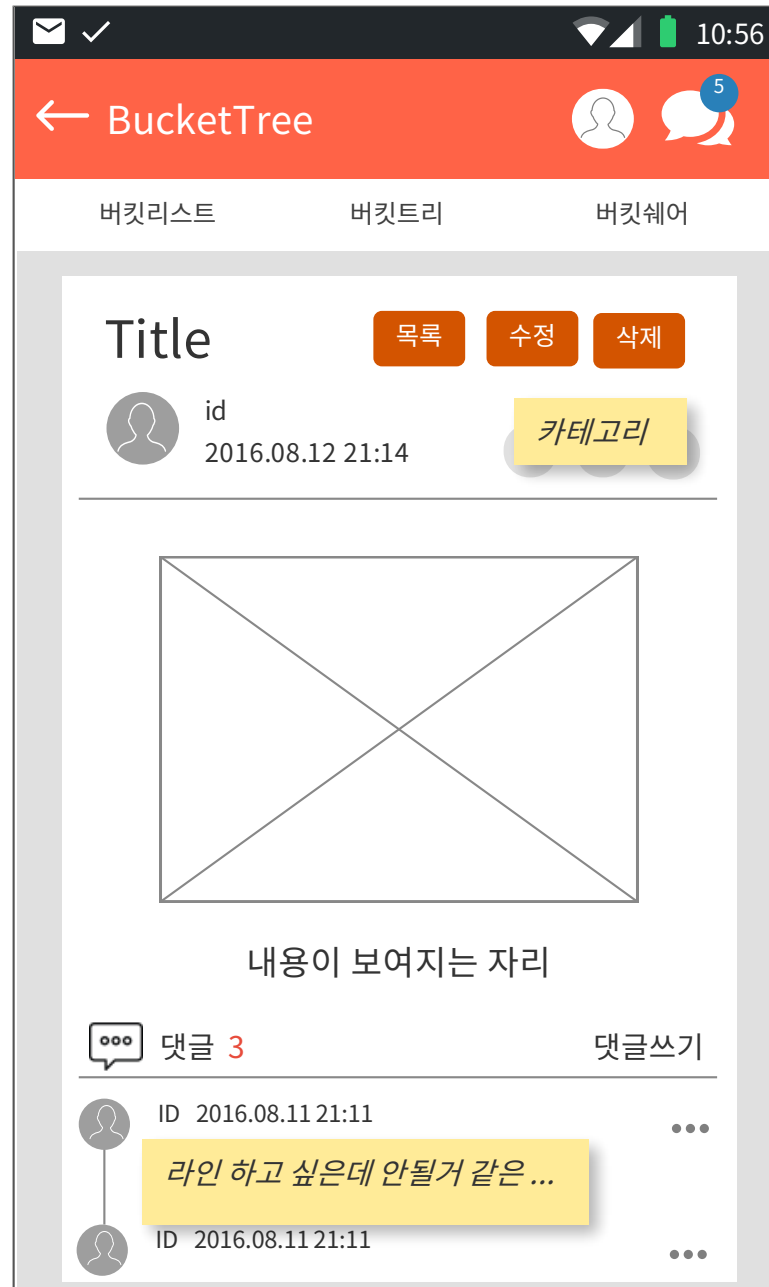 10:56
BucketTree
5
버킷리스트 버킷트리 버킷쉐어
Title
목록 수정 삭제
id
카테고리
2016.08.12 21:14
내용이 보여지는 자리
댓글 3 댓글쓰기
ID 2016.08.11 21:11
라인 하고 싶은데 안될거 같은 ...
ID 2016.08.11 21:11